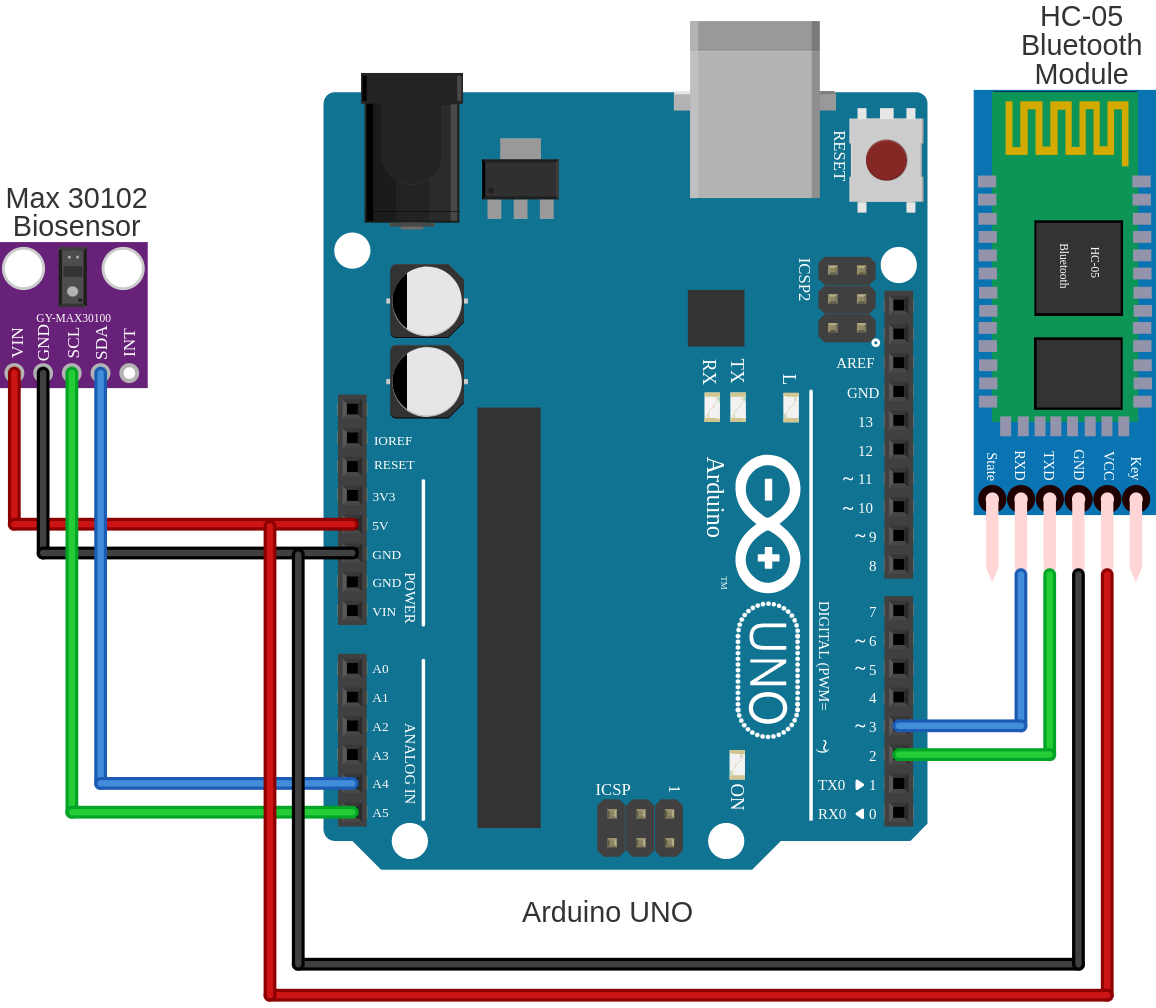 HC-05
Bluetooth
Module
Max 30102
Biosensor
GY-MAX30100
VIN
GND
SCL
SDA
INT
RESET
ICSP2
AREF
GND
13
12
~ 11
~ 10
~ 9
8
RX
TX
L
Arduino
TM
UNO
IOREF
RESET
3V3
5V
GND
GND
VIN
POWER
A0
A1
A2
A3
A4
A5
ANALOG IN
DIGITAL (PWM= ~)
7
~ 6
~ 5
4
~ 3
2
TX0 ▶ 1
RX0 ◀ 0
ICSP
1
ON
HC-05
Bluetooth
State
RXD
TXD
GND
VCC
Key
Arduino UNO